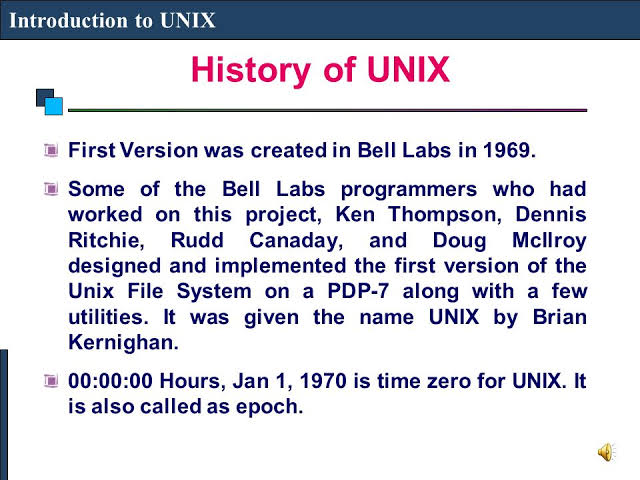 Introduction to UNIX
History of UNIX
First Version was created in Bell Labs in 1969.
Some of the Bell Labs programmers who had
worked on this project, Ken Thompson, Dennis
Ritchie, Rudd Canaday, and Doug McIlroy
designed and implemented the first version of the
Unix File System on a PDP-7 along with a few
utilities. It was given the name UNIX by Brian
Kernighan.
00:00:00 Hours, Jan 1, 1970 is time zero for UNIX. It
is also called as epoch.